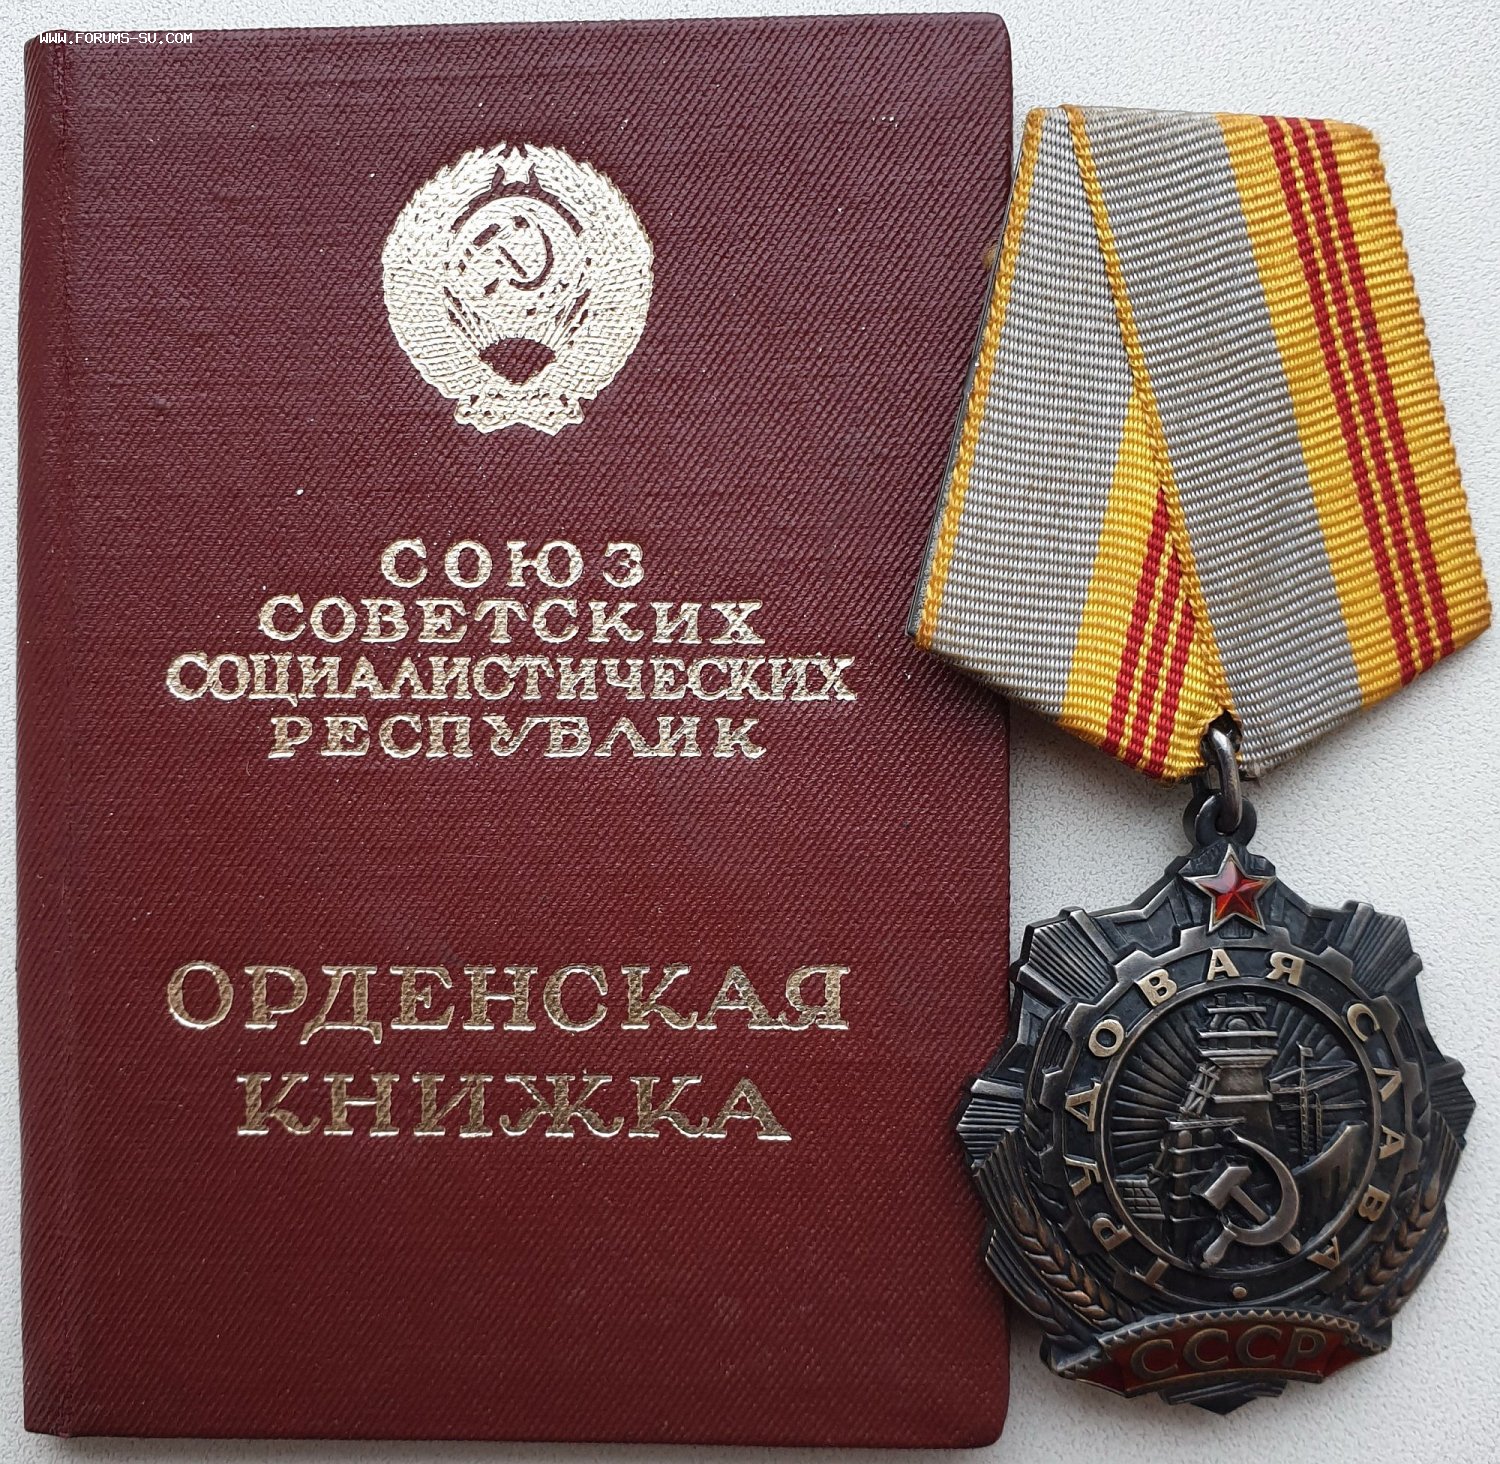 WWW.FORUMS-SU.COM
СОЮЗ
СОВЕТСКИХ
СОЦИАЛИСТИЧЕСКИХ
РЕСПУБЛИК
ОРДЕНСКАЯ
КНИЖКА
ТРУДОВАЯ СЛАВА
СССР